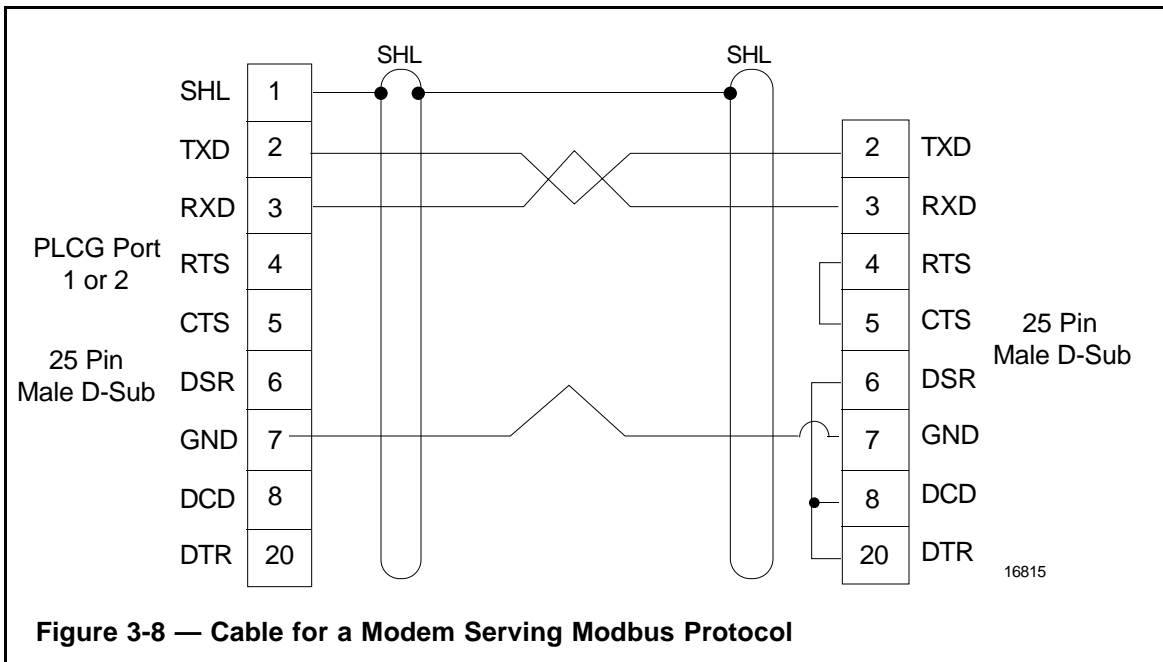 SHL SHL
SHL 1
TXD 2 2 TXD
RXD 3 3 RXD
PLCG Port
1 or 2
RTS 4 4 RTS
CTS 5 5 CTS
25 Pin
Male D-Sub
25 Pin
Male D-Sub
DSR 6 6 DSR
GND 7 7 GND
DCD 8 8 DCD
DTR 20 20 DTR
16815
Figure 3-8 — Cable for a Modem Serving Modbus Protocol